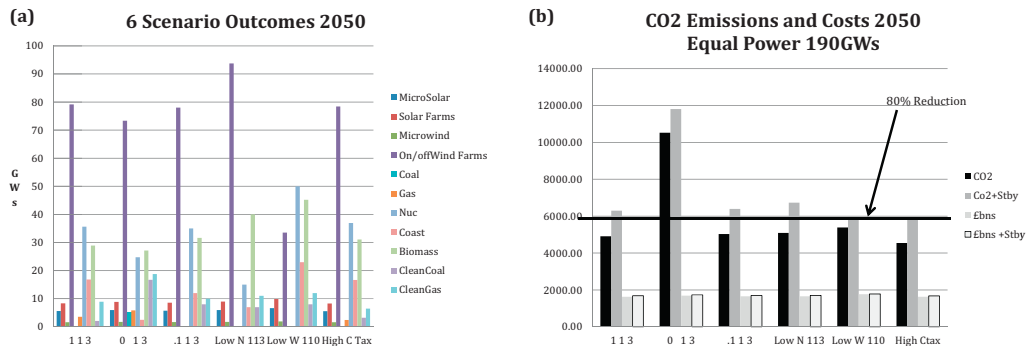 (a)
6 Scenario Outcomes 2050
100
90
80
70
60
50
40
30
20
10
0
G
W
s
1 1 3
0 1 3
.1 1 3
Low N 113
Low W 110
High C Tax
MicroSolar
Solar Farms
Microwind
On/offWind Farms
Coal
Gas
Nuc
Coast
Biomass
CleanCoal
CleanGas
(b)
CO2 Emissions and Costs 2050
Equal Power 190GWs
14000.00
12000.00
10000.00
8000.00
6000.00
4000.00
2000.00
0.00
80% Reduction
1 1 3
0 1 3
.1 1 3
Low N 113
Low W 110
High Ctax
CO2
Co2+Stby
£bns
£bns +Stby